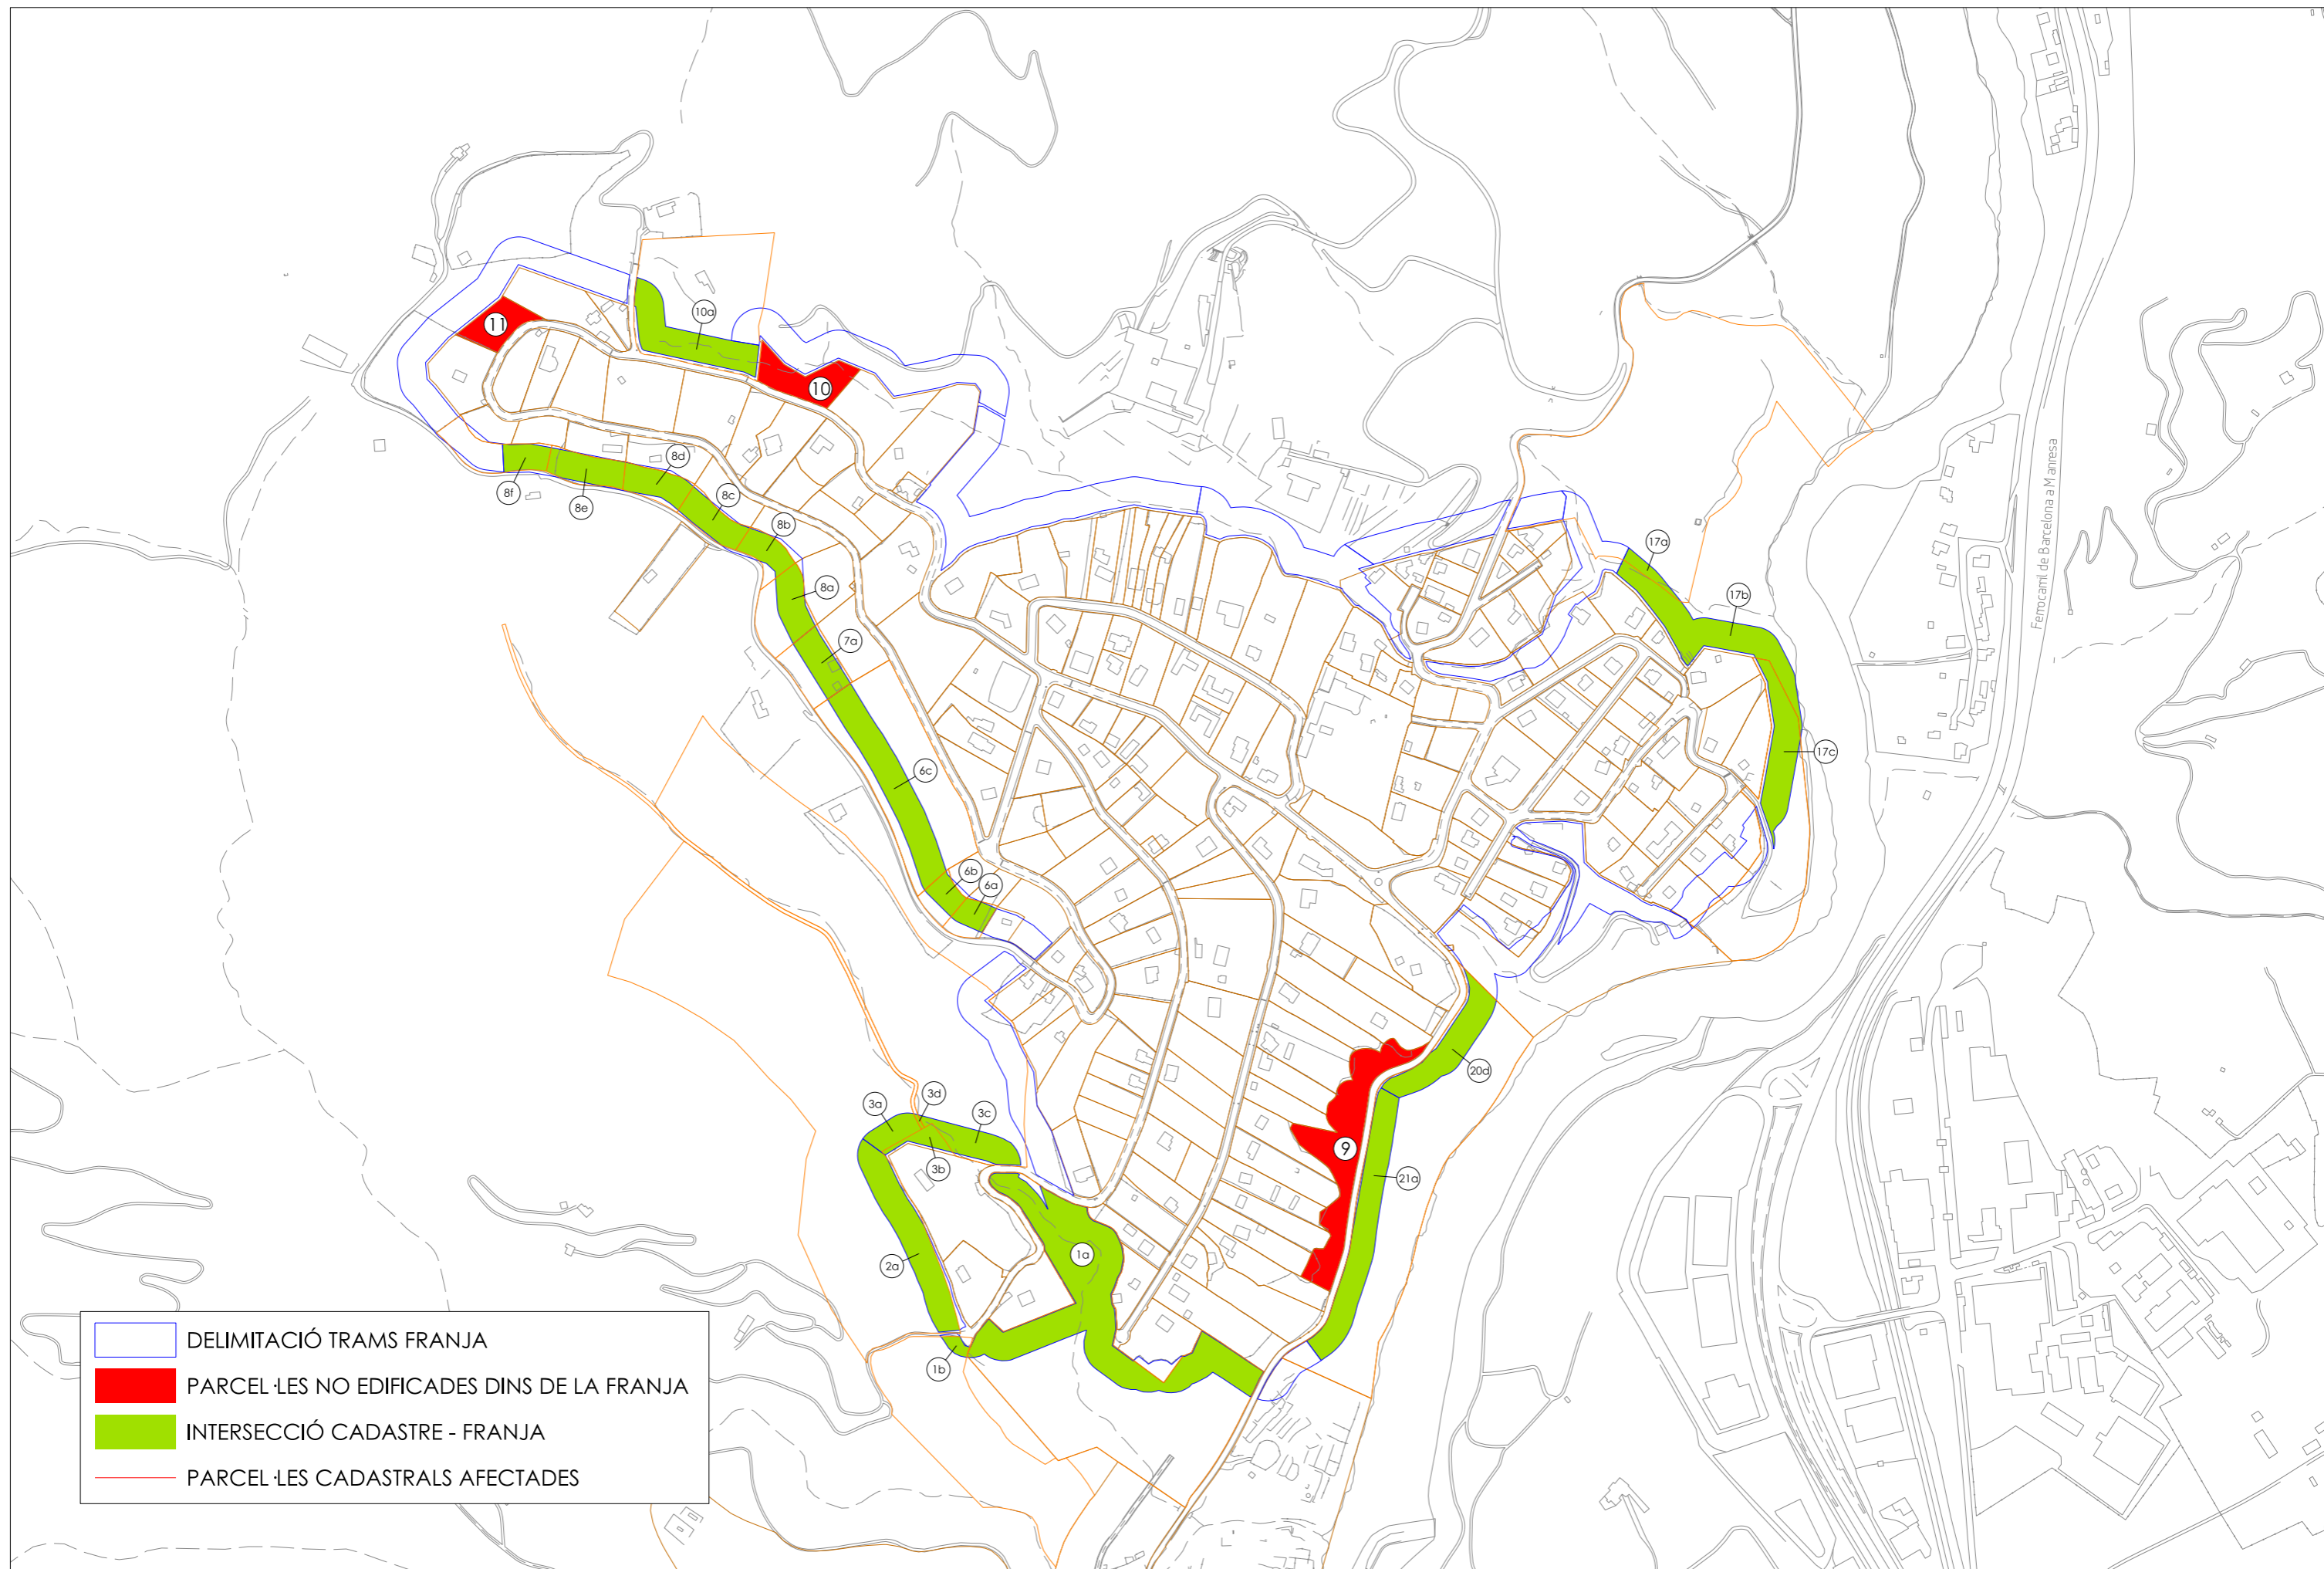 10a
11
10
8f
8e
8d
8c
8b
8a
7a
6c
6b
6a
17a
17b
17c
Ferrocarril de Barcelona a Manresa
3a
3d
3c
3b
20d
9
21a
2a
1a
1b
DELIMITACIÓ TRAMS FRANJA
PARCEL·LES NO EDIFICADES DINS DE LA FRANJA
INTERSECCIÓ CADASTRE - FRANJA
PARCEL·LES CADASTRALS AFECTADES